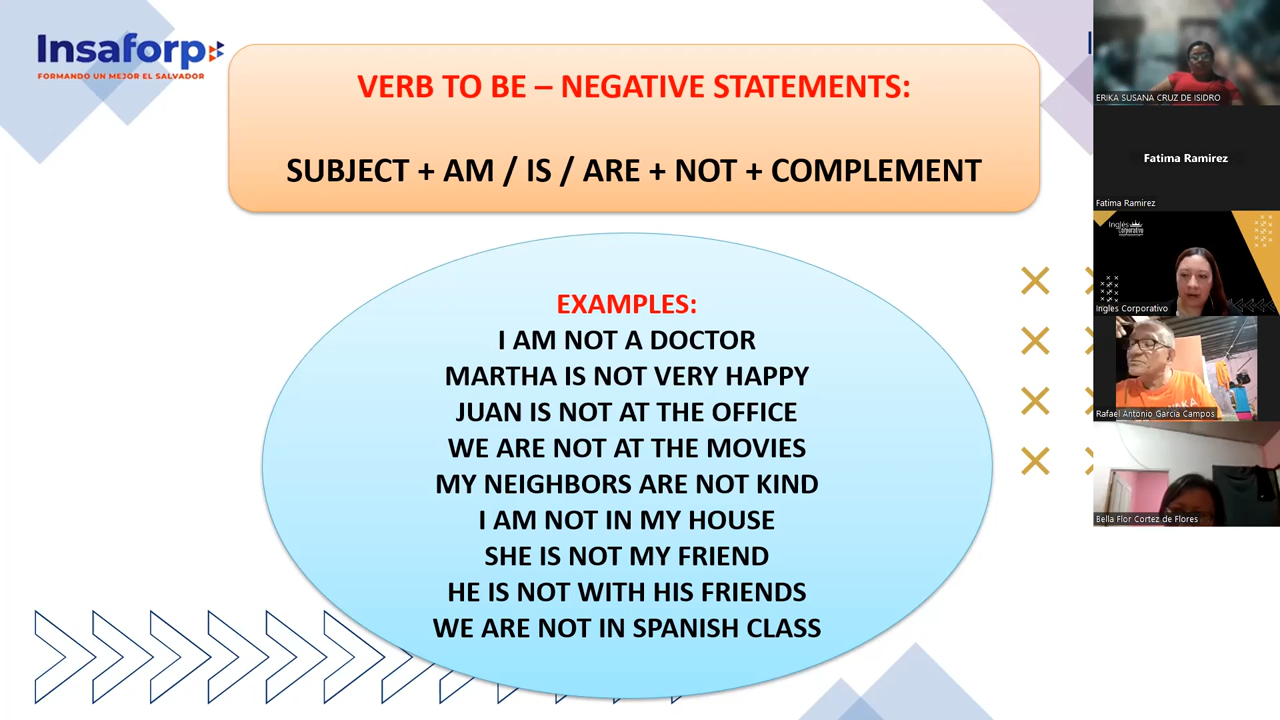 Insaforp
FORMANDO UN MEJOR EL SALVADOR
VERB TO BE – NEGATIVE STATEMENTS:
SUBJECT + AM / IS / ARE + NOT + COMPLEMENT
EXAMPLES:
I AM NOT A DOCTOR
MARTHA IS NOT VERY HAPPY
JUAN IS NOT AT THE OFFICE
WE ARE NOT AT THE MOVIES
MY NEIGHBORS ARE NOT KIND
I AM NOT IN MY HOUSE
SHE IS NOT MY FRIEND
HE IS NOT WITH HIS FRIENDS
WE ARE NOT IN SPANISH CLASS
ERIKA SUSANA CRUZ DE ISIDRO
Fatima Ramirez
Fatima Ramirez
Inglés
Corporativo
Ingles Corporativo
Rafael Antonio García Campos
Bella Flor Cortez de Flores